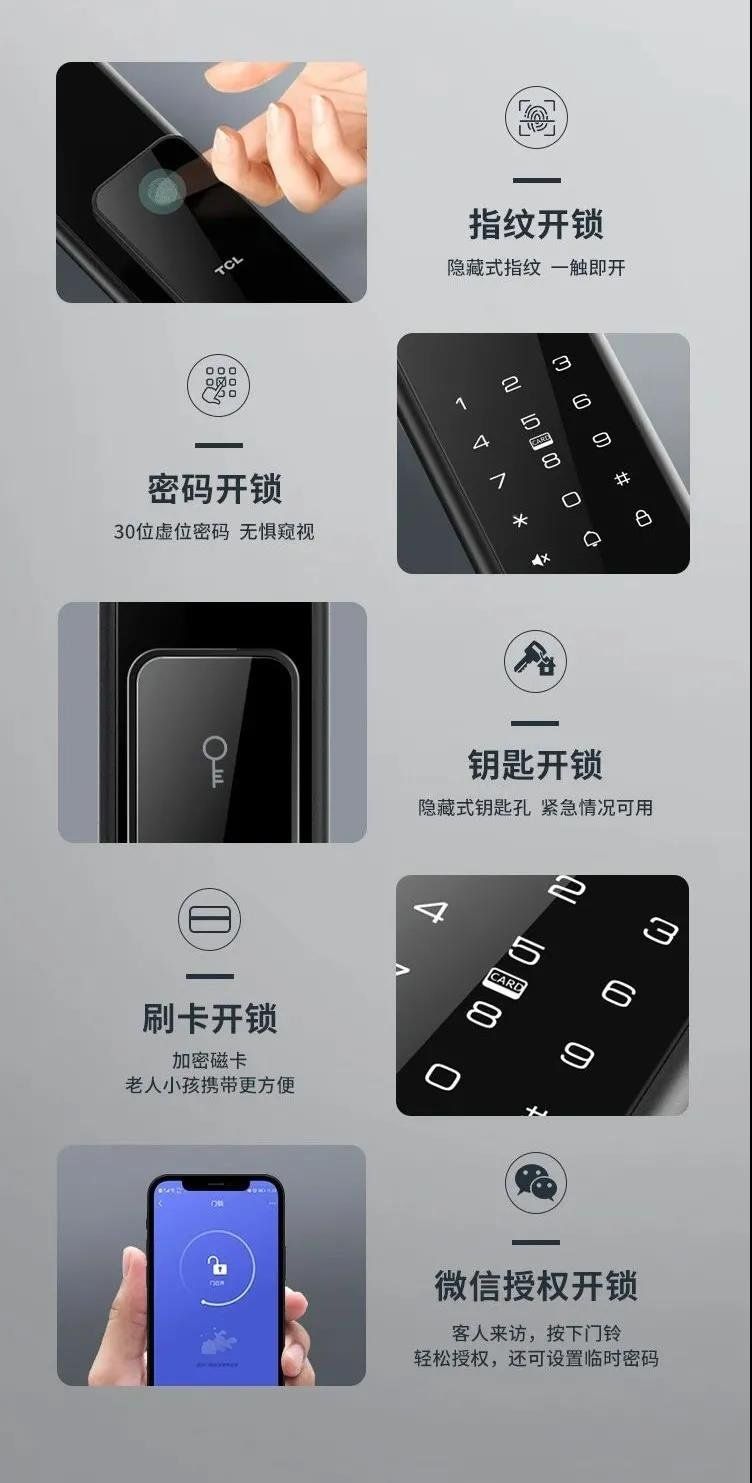 TCL
指纹开锁
隐藏式指纹 一触即开
密码开锁
30位虚位密码 无惧窥视
1 2 3
4 5 6
CARD
7 8 9
* 0 #
钥匙开锁
隐藏式钥匙孔 紧急情况可用
刷卡开锁
加密磁卡
老人小孩携带更方便
2
4 5 3
CARD
8 6
0 9
#
门锁
微信授权开锁
客人来访，按下门铃
轻松授权，还可设置临时密码